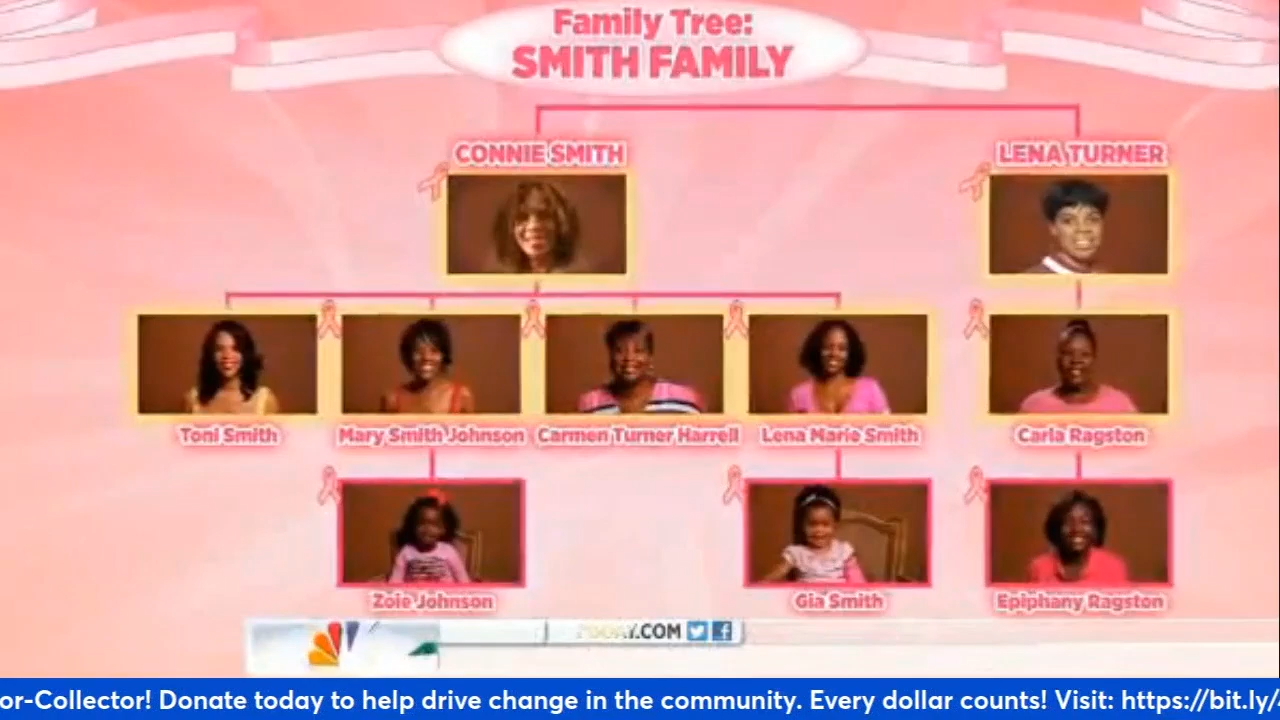 Family Tree:
SMITH FAMILY
CONNIE SMITH
LENA TURNER
Toni Smith
Mary Smith Johnson
Carmen Turner Harrell
Lena Marie Smith
Carla Ragston
Zoie Johnson
Gia Smith
Epiphany Ragston
TODAY.COM
or-Collector! Donate today to help drive change in the community. Every dollar counts! Visit: https://bit.ly/